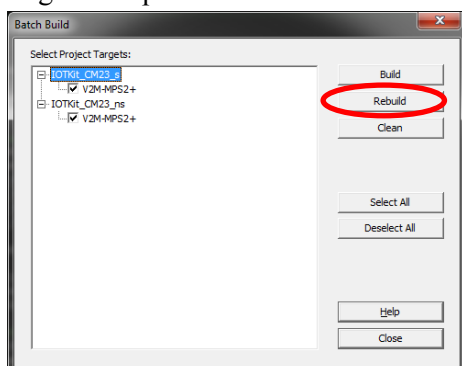 Batch Build
Select Project Targets:
IOTKit_CM23_s
V2M-MPS2+
IOTKit_CM23_ns
V2M-MPS2+
Build
Rebuild
Clean
Select All
Deselect All
Help
Close